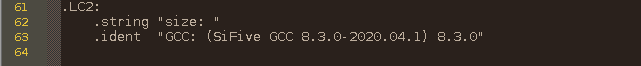 61 .LC2:
62     .string "size: "
63     .ident  "GCC: (SiFive GCC 8.3.0-2020.04.1) 8.3.0"
64